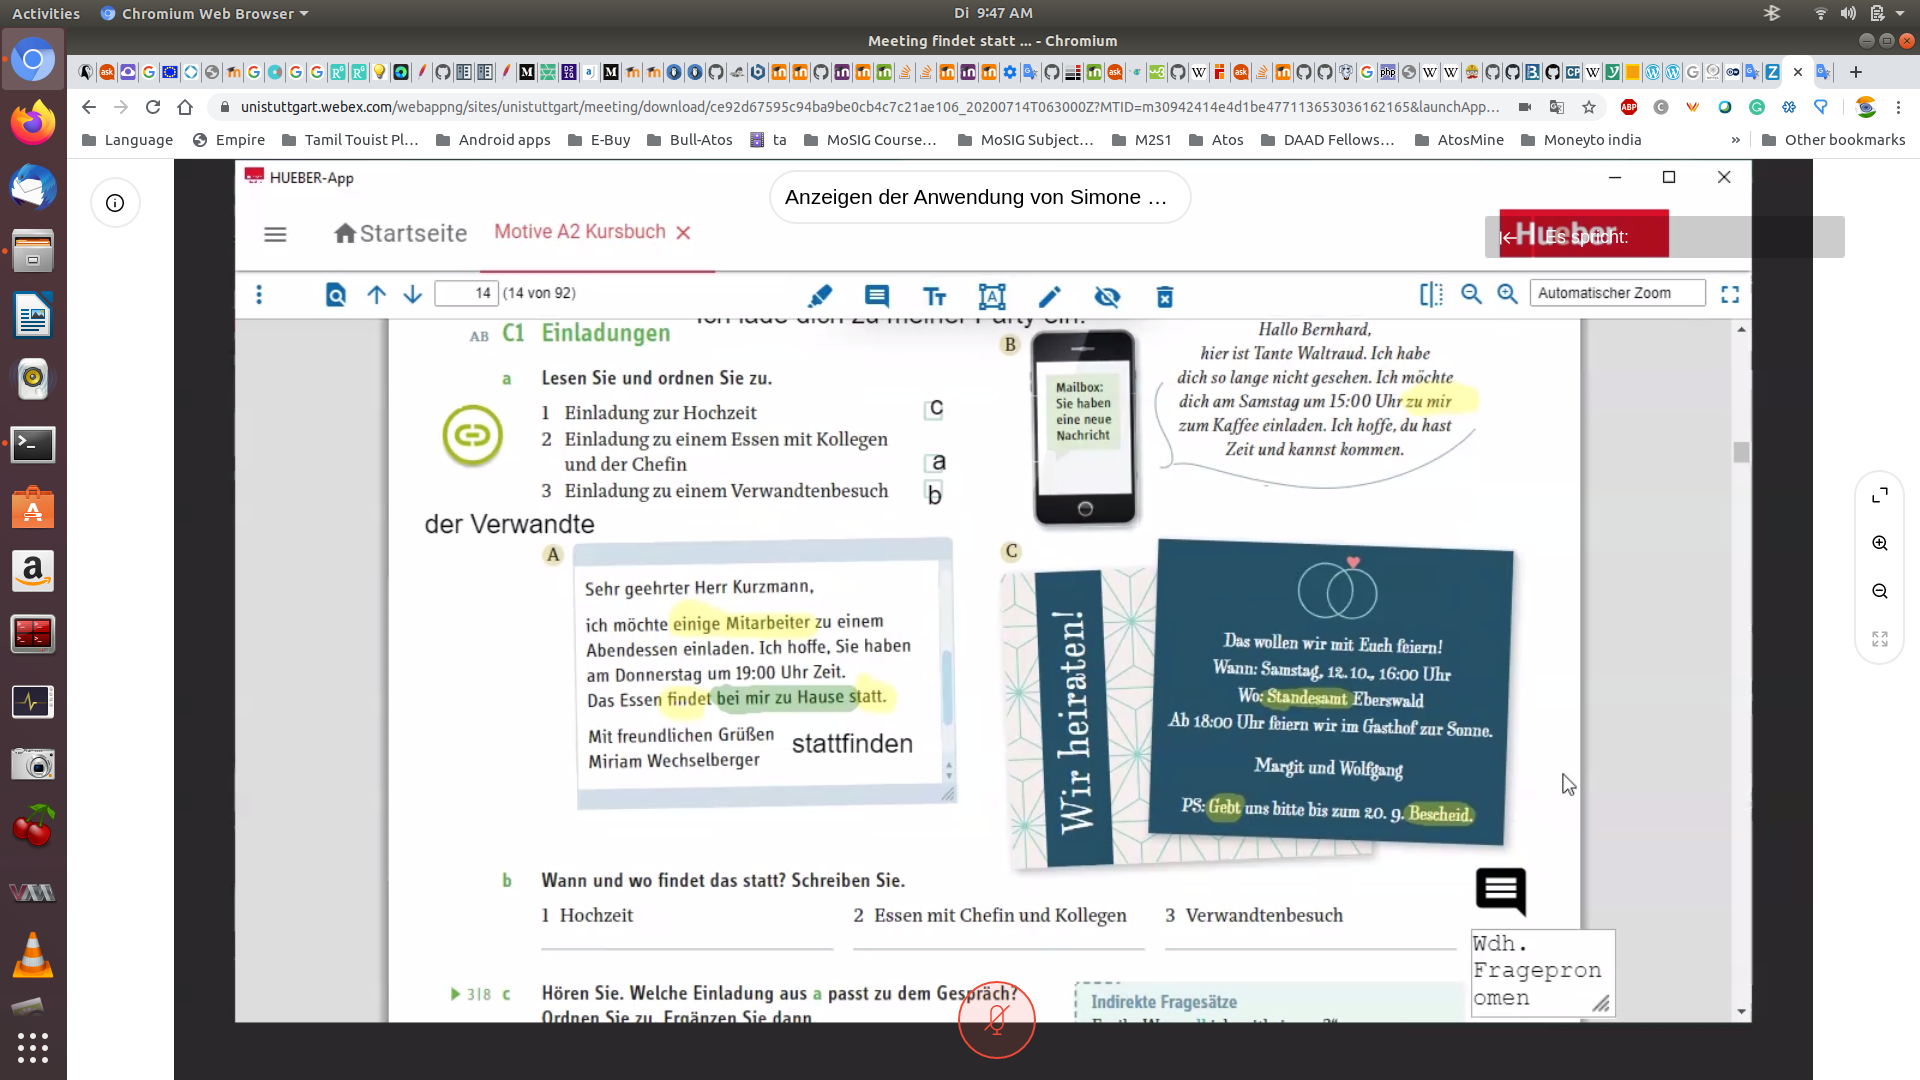 Activities
Chromium Web Browser
Di 9:47 AM
Meeting findet statt ... - Chromium
unistuttgart.webex.com/webappng/sites/unistuttgart/meeting/download/ce92d67595c94ba9be0cb4c7c21ae106_20200714T063000Z?MTID=m30942414e4d1be477113653036162165&launchApp...
Language
Empire
Tamil Touist Pl...
Android apps
E-Buy
Bull-Atos
ta
MoSIG Course...
MoSIG Subject...
M2S1
Atos
DAAD Fellows...
AtosMine
Moneyto india
»
Other bookmarks
HUEBER-App
Anzeigen der Anwendung von Simone ...
Startseite
Motive A2 Kursbuch
Hueber
Es spricht:
14 (14 von 92)
Automatischer Zoom
Ich lade dich zu meiner Party ein!
AB C1 Einladungen
a Lesen Sie und ordnen Sie zu.
1 Einladung zur Hochzeit c
2 Einladung zu einem Essen mit Kollegen
und der Chefin a
3 Einladung zu einem Verwandtenbesuch b
der Verwandte
B
Mailbox:
Sie haben
eine neue
Nachricht
Hallo Bernhard,
hier ist Tante Waltraud. Ich habe
dich so lange nicht gesehen. Ich möchte
dich am Samstag um 15:00 Uhr zu mir
zum Kaffee einladen. Ich hoffe, du hast
Zeit und kannst kommen.
A
Sehr geehrter Herr Kurzmann,
ich möchte einige Mitarbeiter zu einem
Abendessen einladen. Ich hoffe, Sie haben
am Donnerstag um 19:00 Uhr Zeit.
Das Essen findet bei mir zu Hause statt.
Mit freundlichen Grüßen
Miriam Wechselberger
stattfinden
C
Wir heiraten!
Das wollen wir mit Euch feiern!
Wann: Samstag, 12.10., 16:00 Uhr
Wo: Standesamt Eberswald
Ab 18:00 Uhr feiern wir im Gasthof zur Sonne.
Margit und Wolfgang
PS: Gebt uns bitte bis zum 20. 9. Bescheid.
b Wann und wo findet das statt? Schreiben Sie.
1 Hochzeit
2 Essen mit Chefin und Kollegen
3 Verwandtenbesuch
Wdh.
Fragepron
omen
3|8 c Hören Sie. Welche Einladung aus a passt zu dem Gespräch?
Ordnen Sie zu. Ergänzen Sie dann.
Indirekte Fragesätze